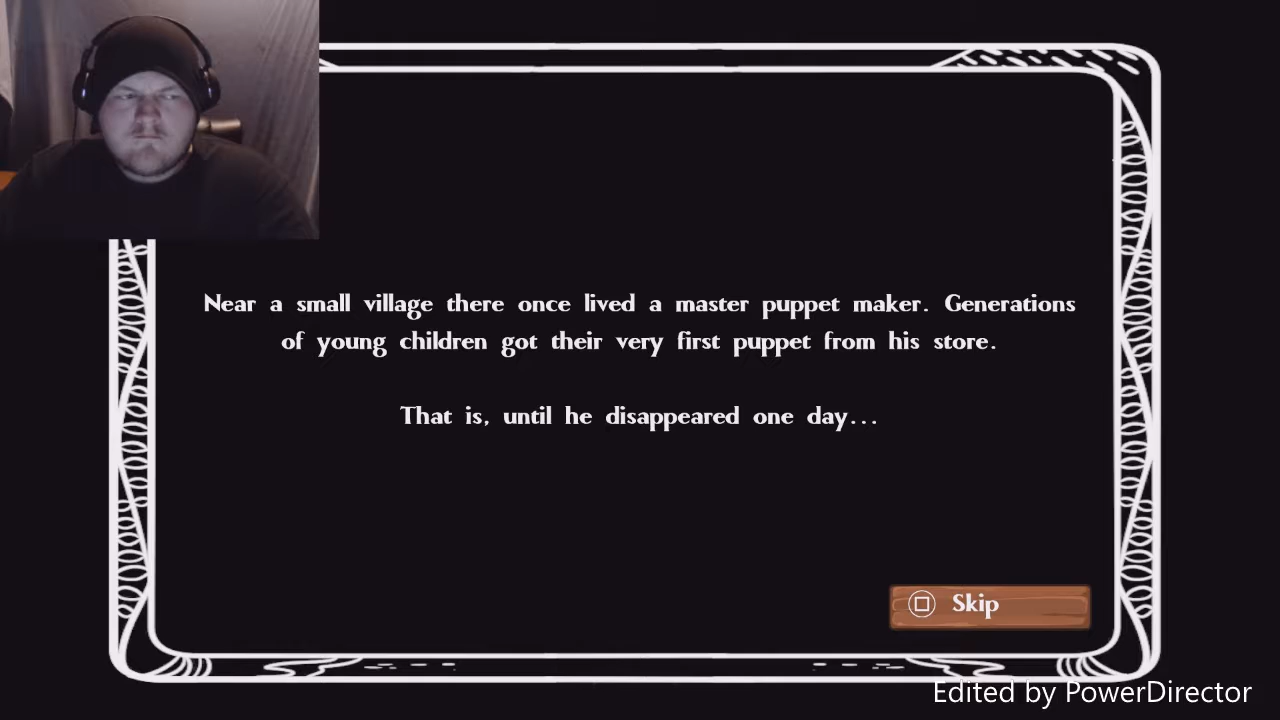 Near a small village there once lived a master puppet maker. Generations
of young children got their very first puppet from his store.
That is, until he disappeared one day...
Skip
Edited by PowerDirector